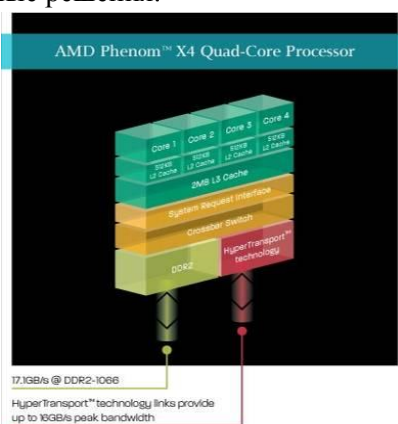 ие решения.
AMD Phenom™ X4 Quad-Core Processor
Core 1 Core 2 Core 3 Core 4
512KB L2 Cache 512KB L2 Cache 512KB L2 Cache 512KB L2 Cache
2MB L3 Cache
System Request Interface
Crossbar Switch
DDR2
HyperTransport™
technology
17.1GB/s @ DDR2-1066
HyperTransport™ technology links provide
up to 16GB/s peak bandwidth